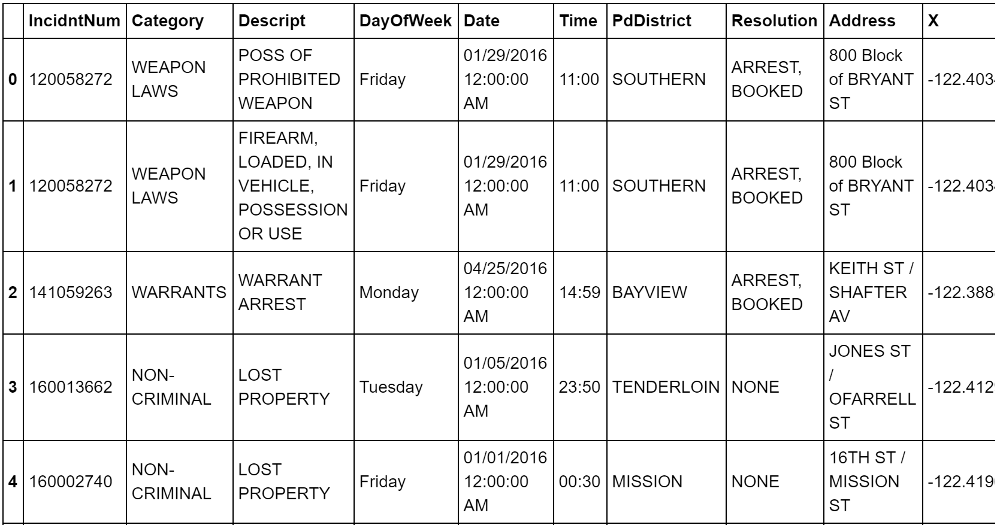 IncidntNum Category Descript DayOfWeek Date Time PdDistrict Resolution Address X
0 120058272 WEAPON LAWS POSS OF PROHIBITED WEAPON Friday 01/29/2016 12:00:00 AM 11:00 SOUTHERN ARREST, BOOKED 800 Block of BRYANT ST -122.403
1 120058272 WEAPON LAWS FIREARM, LOADED, IN VEHICLE, POSSESSION OR USE Friday 01/29/2016 12:00:00 AM 11:00 SOUTHERN ARREST, BOOKED 800 Block of BRYANT ST -122.403
2 141059263 WARRANTS WARRANT ARREST Monday 04/25/2016 12:00:00 AM 14:59 BAYVIEW ARREST, BOOKED KEITH ST / SHAFTER AV -122.388
3 160013662 NON-CRIMINAL LOST PROPERTY Tuesday 01/05/2016 12:00:00 AM 23:50 TENDERLOIN NONE JONES ST / OFARRELL ST -122.412
4 160002740 NON-CRIMINAL LOST PROPERTY Friday 01/01/2016 12:00:00 AM 00:30 MISSION NONE 16TH ST / MISSION ST -122.419